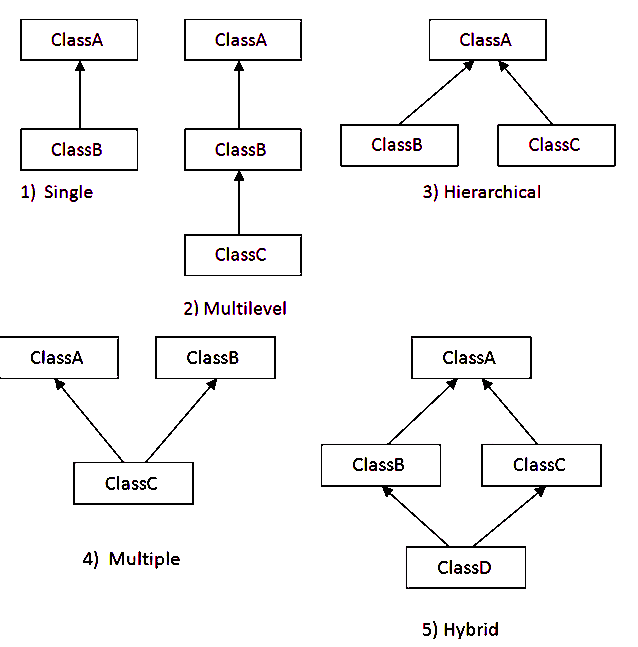 ClassA
ClassB
1) Single
ClassA
ClassB
ClassC
2) Multilevel
ClassA
ClassB
ClassC
3) Hierarchical
ClassA
ClassB
ClassC
4) Multiple
ClassA
ClassB
ClassC
ClassD
5) Hybrid